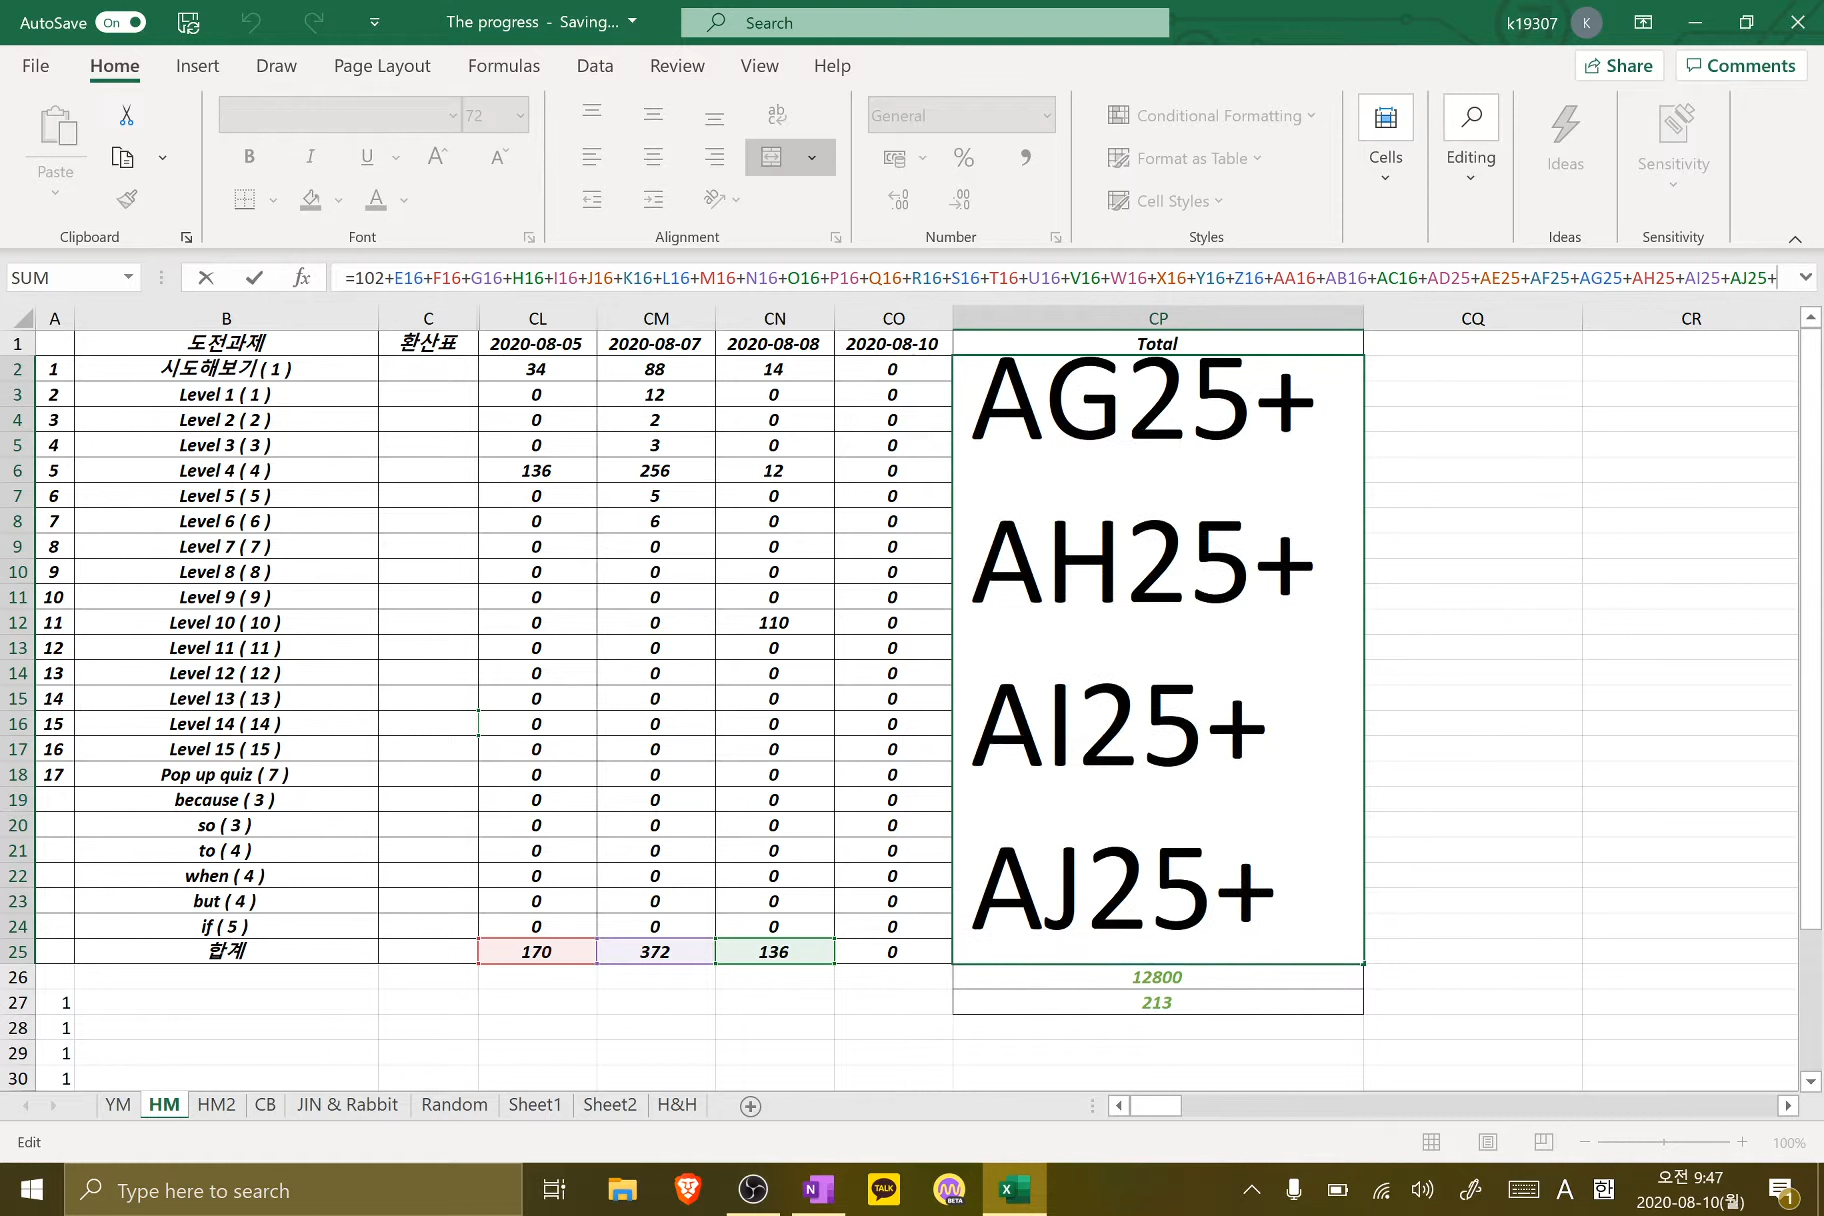 AutoSave On The progress - Saving... Search k19307 K
File Home Insert Draw Page Layout Formulas Data Review View Help Share Comments
72 General Conditional Formatting
Paste B I U A A Format as Table Cells Editing Ideas Sensitivity
Cell Styles
Clipboard Font Alignment Number Styles Ideas Sensitivity
SUM fx =102+E16+F16+G16+H16+I16+J16+K16+L16+M16+N16+O16+P16+Q16+R16+S16+T16+U16+V16+W16+X16+Y16+Z16+AA16+AB16+AC16+AD25+AE25+AF25+AG25+AH25+AI25+AJ25+
A B C CL CM CN CO CP CQ CR
1 도전과제 환산표 2020-08-05 2020-08-07 2020-08-08 2020-08-10 Total
2 1 시도해보기 ( 1 ) 34 88 14 0
3 2 Level 1 ( 1 ) 0 12 0 0
4 3 Level 2 ( 2 ) 0 2 0 0
5 4 Level 3 ( 3 ) 0 3 0 0
6 5 Level 4 ( 4 ) 136 256 12 0
7 6 Level 5 ( 5 ) 0 5 0 0
8 7 Level 6 ( 6 ) 0 6 0 0
9 8 Level 7 ( 7 ) 0 0 0 0
10 9 Level 8 ( 8 ) 0 0 0 0
11 10 Level 9 ( 9 ) 0 0 0 0
12 11 Level 10 ( 10 ) 0 0 110 0
13 12 Level 11 ( 11 ) 0 0 0 0
14 13 Level 12 ( 12 ) 0 0 0 0
15 14 Level 13 ( 13 ) 0 0 0 0
16 15 Level 14 ( 14 ) 0 0 0 0
17 16 Level 15 ( 15 ) 0 0 0 0
18 17 Pop up quiz ( 7 ) 0 0 0 0
19 because ( 3 ) 0 0 0 0
20 so ( 3 ) 0 0 0 0
21 to ( 4 ) 0 0 0 0
22 when ( 4 ) 0 0 0 0
23 but ( 4 ) 0 0 0 0
24 if ( 5 ) 0 0 0 0
25 합계 170 372 136 0
AG25+
AH25+
AI25+
AJ25+
26 12800
27 1 213
28 1
29 1
30 1
YM HM HM2 CB JIN & Rabbit Random Sheet1 Sheet2 H&H
Edit 100%
Type here to search N TALK BETA X A 한 오전 9:47
2020-08-10(월) 1